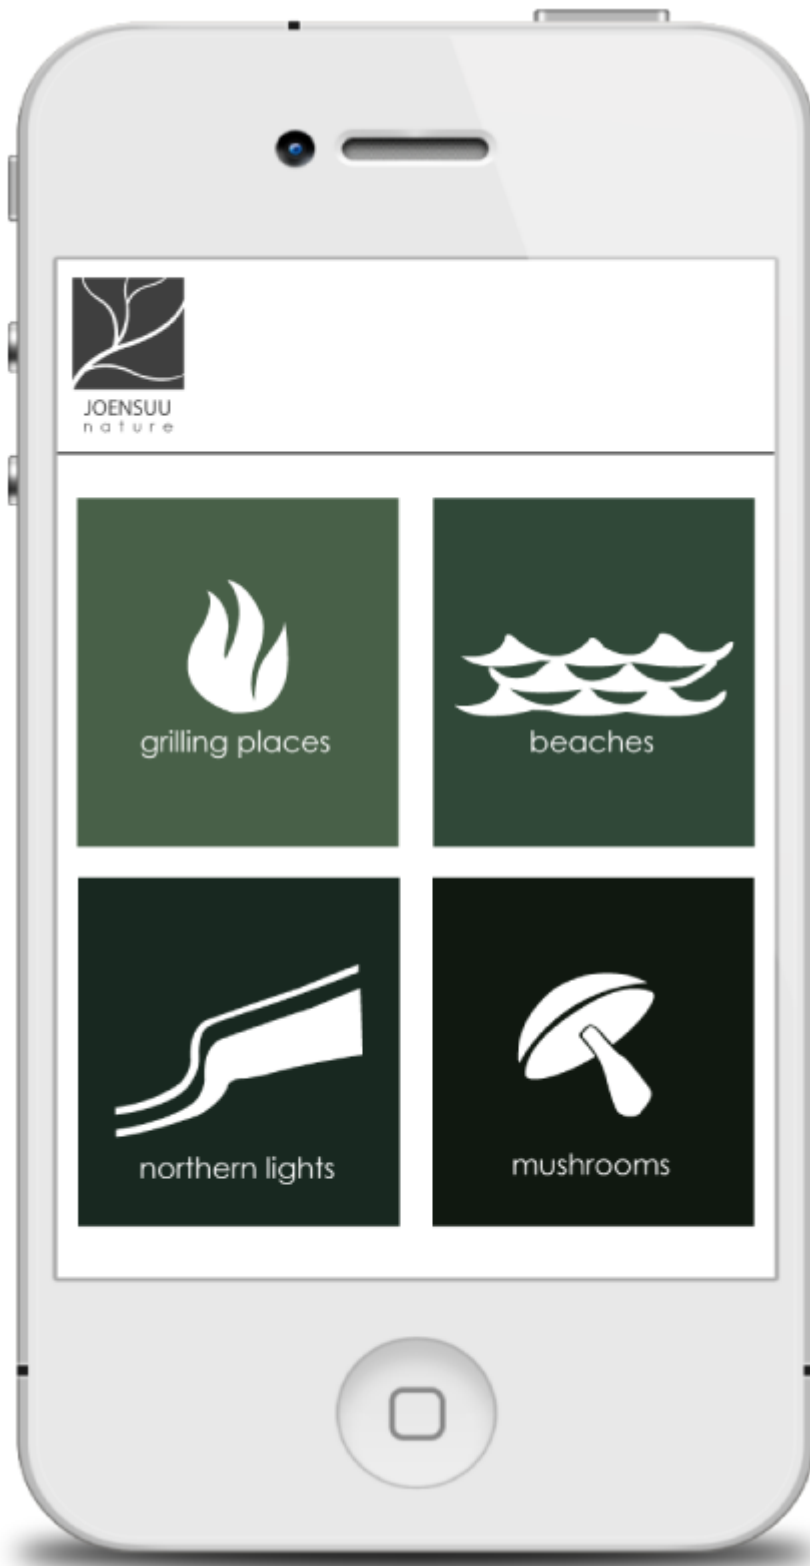 JOENSUU
nature
grilling places
beaches
northern lights
mushrooms